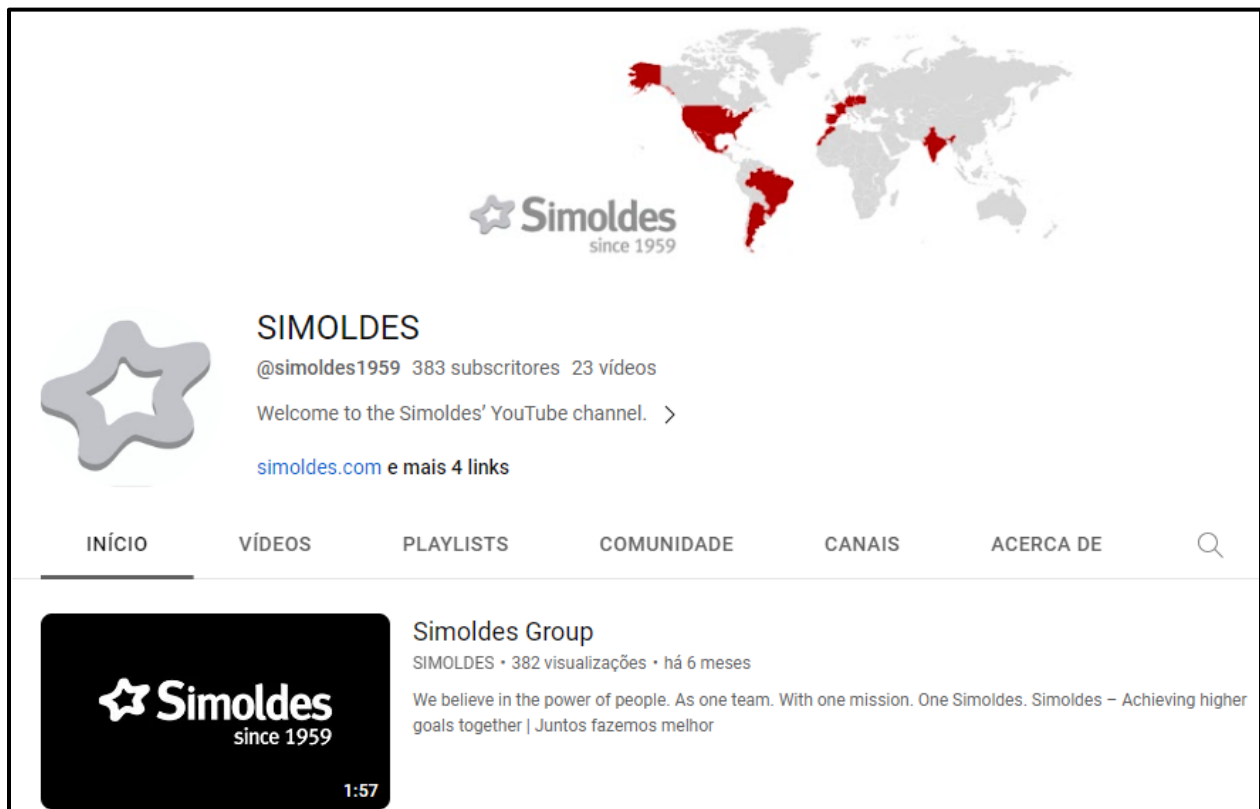 Simoldes
since 1959
SIMOLDES
@simoldes1959 383 subscritores 23 vídeos
Welcome to the Simoldes' YouTube channel.
simoldes.com e mais 4 links
INÍCIO VÍDEOS PLAYLISTS COMUNIDADE CANAIS ACERCA DE
Simoldes
since 1959
1:57
Simoldes Group
SIMOLDES • 382 visualizações • há 6 meses
We believe in the power of people. As one team. With one mission. One Simoldes. Simoldes – Achieving higher
goals together | Juntos fazemos melhor